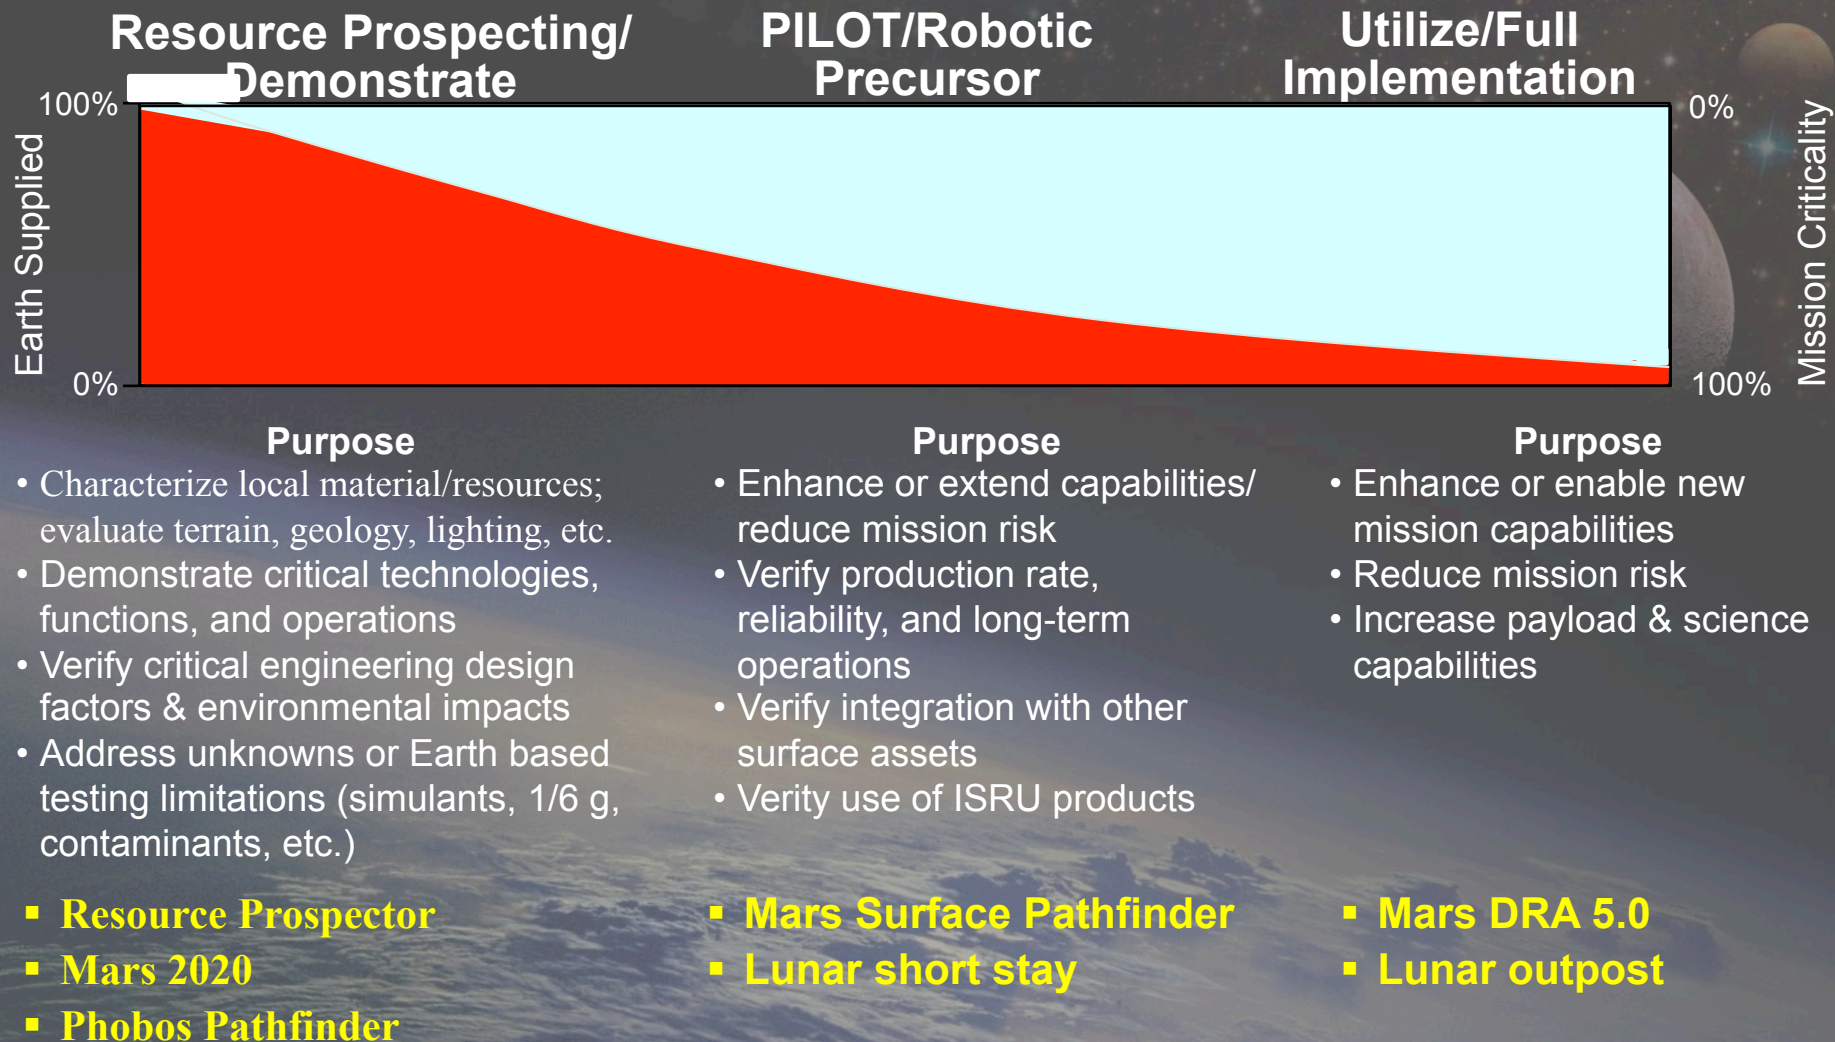 Resource Prospecting/
Demonstrate
PILOT/Robotic
Precursor
Utilize/Full
Implementation
100%
0%
Earth Supplied
0%
100%
Mission Criticality
Purpose
• Characterize local material/resources;
evaluate terrain, geology, lighting, etc.
• Demonstrate critical technologies,
functions, and operations
• Verify critical engineering design
factors & environmental impacts
• Address unknowns or Earth based
testing limitations (simulants, 1/6 g,
contaminants, etc.)
▪ Resource Prospector
▪ Mars 2020
▪ Phobos Pathfinder
Purpose
• Enhance or extend capabilities/
reduce mission risk
• Verify production rate,
reliability, and long-term
operations
• Verify integration with other
surface assets
• Verity use of ISRU products
▪ Mars Surface Pathfinder
▪ Lunar short stay
Purpose
• Enhance or enable new
mission capabilities
• Reduce mission risk
• Increase payload & science
capabilities
▪ Mars DRA 5.0
▪ Lunar outpost